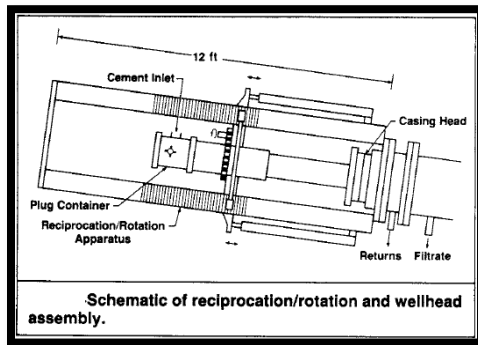 12 ft
Cement Inlet
Casing Head
Plug Container
Reciprocation/Rotation
Apparatus
Returns
Filtrate
Schematic of reciprocation/rotation and wellhead
assembly.